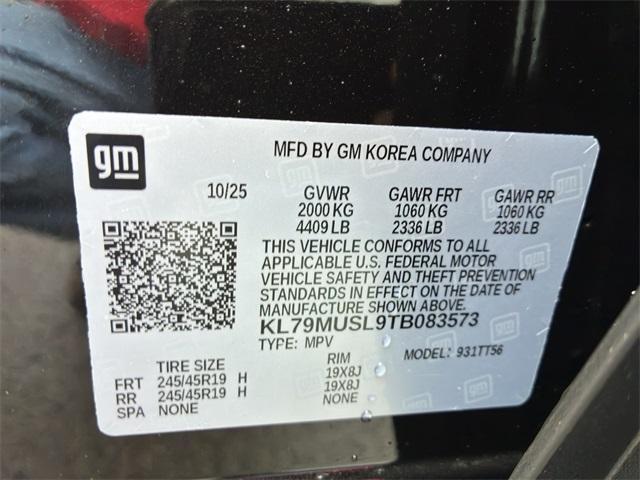 gm
MFD BY GM KOREA COMPANY
10/25 GVWR GAWR FRT GAWR RR
2000 KG 1060 KG 1060 KG
4409 LB 2336 LB 2336 LB
THIS VEHICLE CONFORMS TO ALL
APPLICABLE U.S. FEDERAL MOTOR
VEHICLE SAFETY AND THEFT PREVENTION
STANDARDS IN EFFECT ON THE DATE OF
MANUFACTURE SHOWN ABOVE.
KL79MUSL9TB083573
TYPE: MPV MODEL: 931TT56
TIRE SIZE RIM
FRT 245/45R19 H 19X8J
RR 245/45R19 H 19X8J
SPA NONE NONE